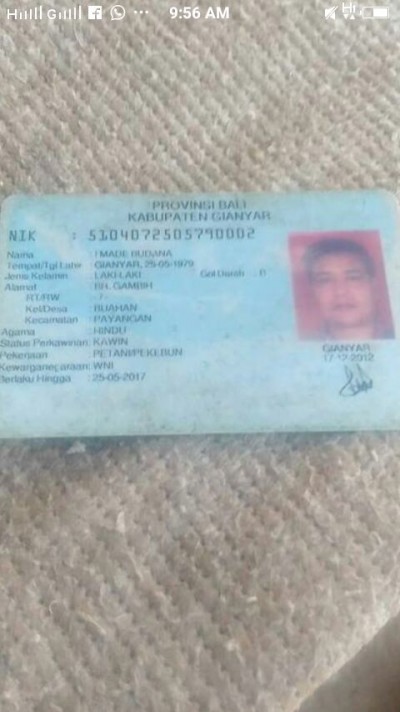 9:56 AM
PROVINSI BALI
KABUPATEN GIANYAR
NIK : 5104072505790002
Nama : I MADE RUDANA
Tempat/Tgl Lahir : GIANYAR, 25-05-1979
Jenis Kelamin : LAKI-LAKI Gol Darah : B
Alamat : BR. GAMBIH
RT/RW : - / -
Kel/Desa : BUAHAN
Kecamatan : PAYANGAN
Agama : HINDU
Status Perkawinan: KAWIN
Pekerjaan : PETANI/PEKEBUN
Kewarganegaraan: WNI
Berlaku Hingga : 25-05-2017
GIANYAR
17-12-2012